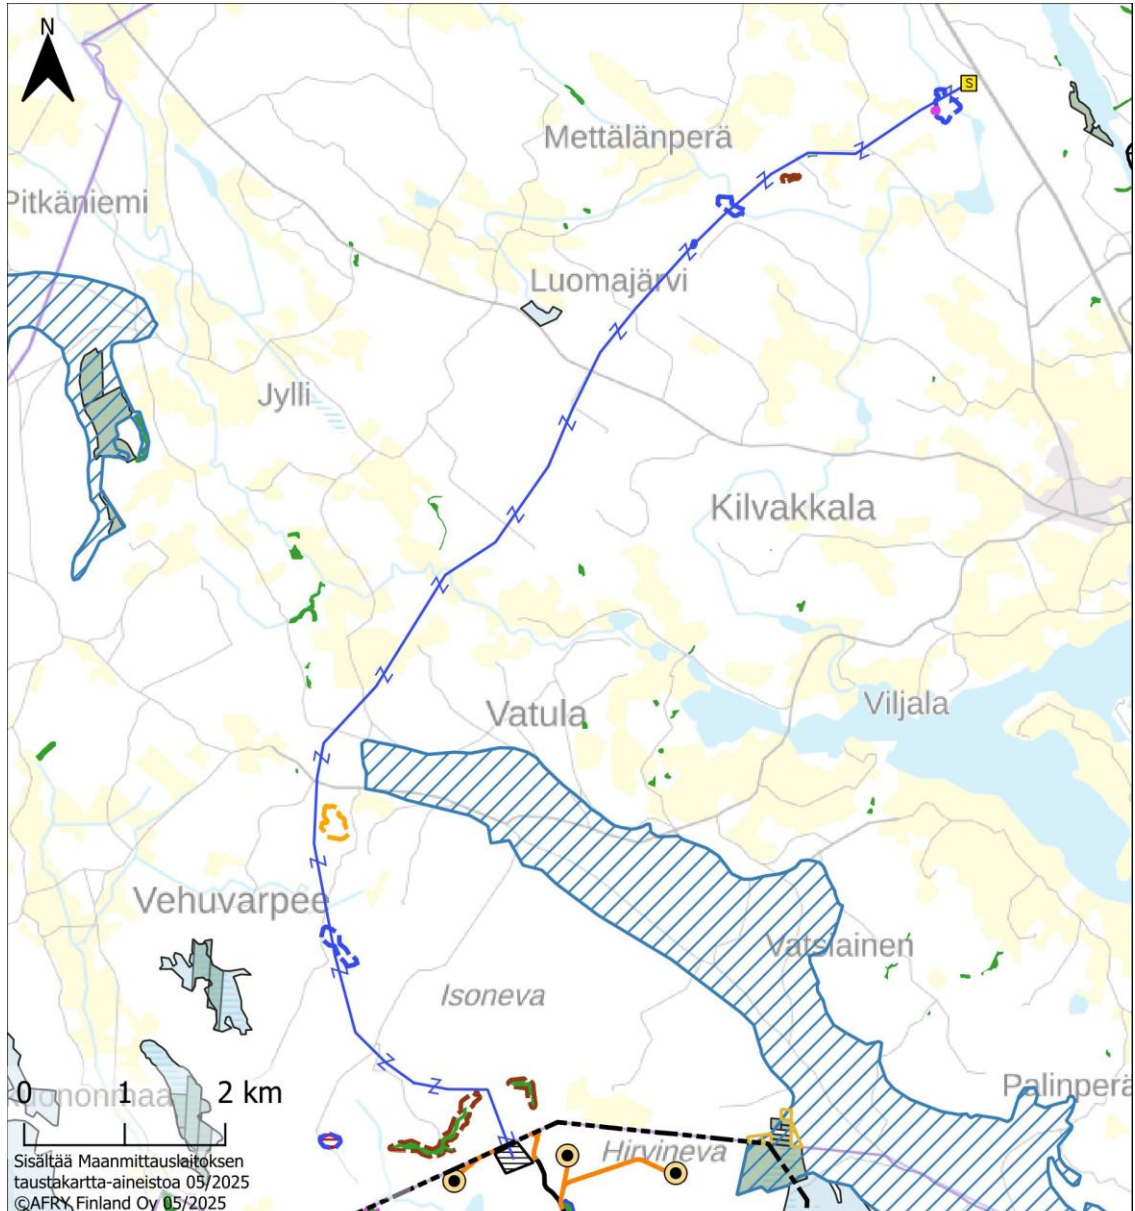 N
S
Mettälänperä
Pitkäniemi
Luomajärvi
Jylli
Kilvakkala
Viljala
Vatula
Vehuvarpee
Vatsiainen
Isoneva
Palinperä
0 1 2 km
Hirvineva
Sisältää Maanmittauslaitoksen
taustakartta-aineistoa 05/2025
©AFRY Finland Oy 05/2025